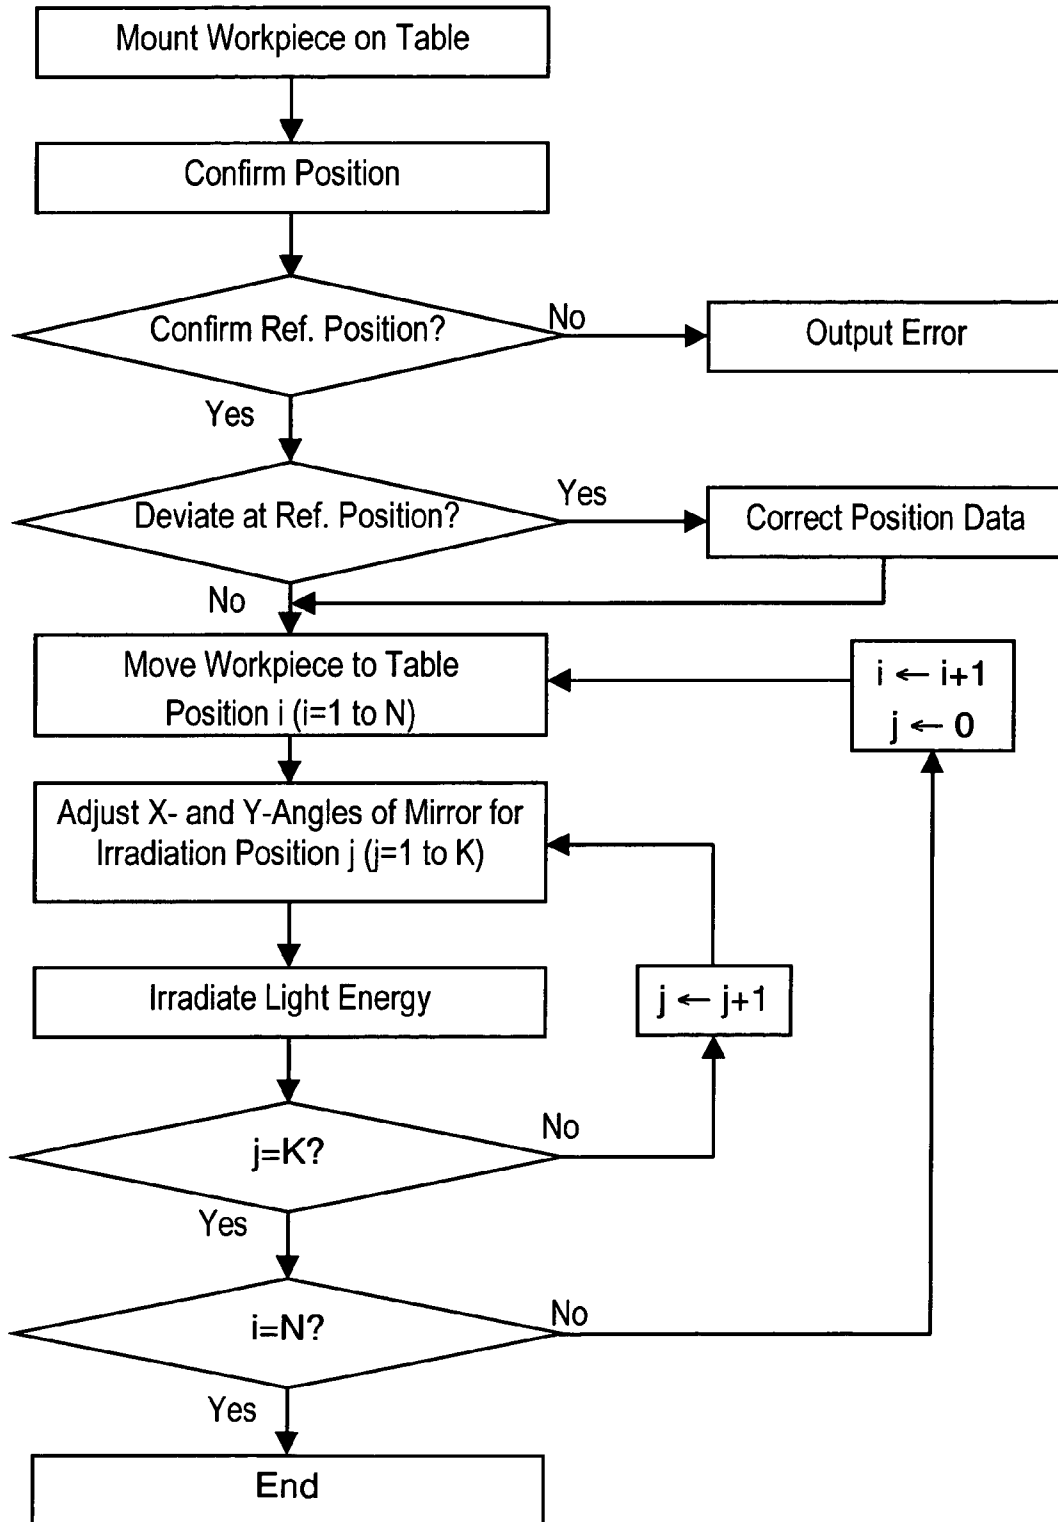 Mount Workpiece on Table
Confirm Position
Confirm Ref. Position?
No
Output Error
Yes
Deviate at Ref. Position?
Yes
Correct Position Data
No
Move Workpiece to Table
Position i (i=1 to N)
i ← i+1
j ← 0
Adjust X- and Y-Angles of Mirror for
Irradiation Position j (j=1 to K)
Irradiate Light Energy
j ← j+1
j=K?
No
Yes
i=N?
No
Yes
End